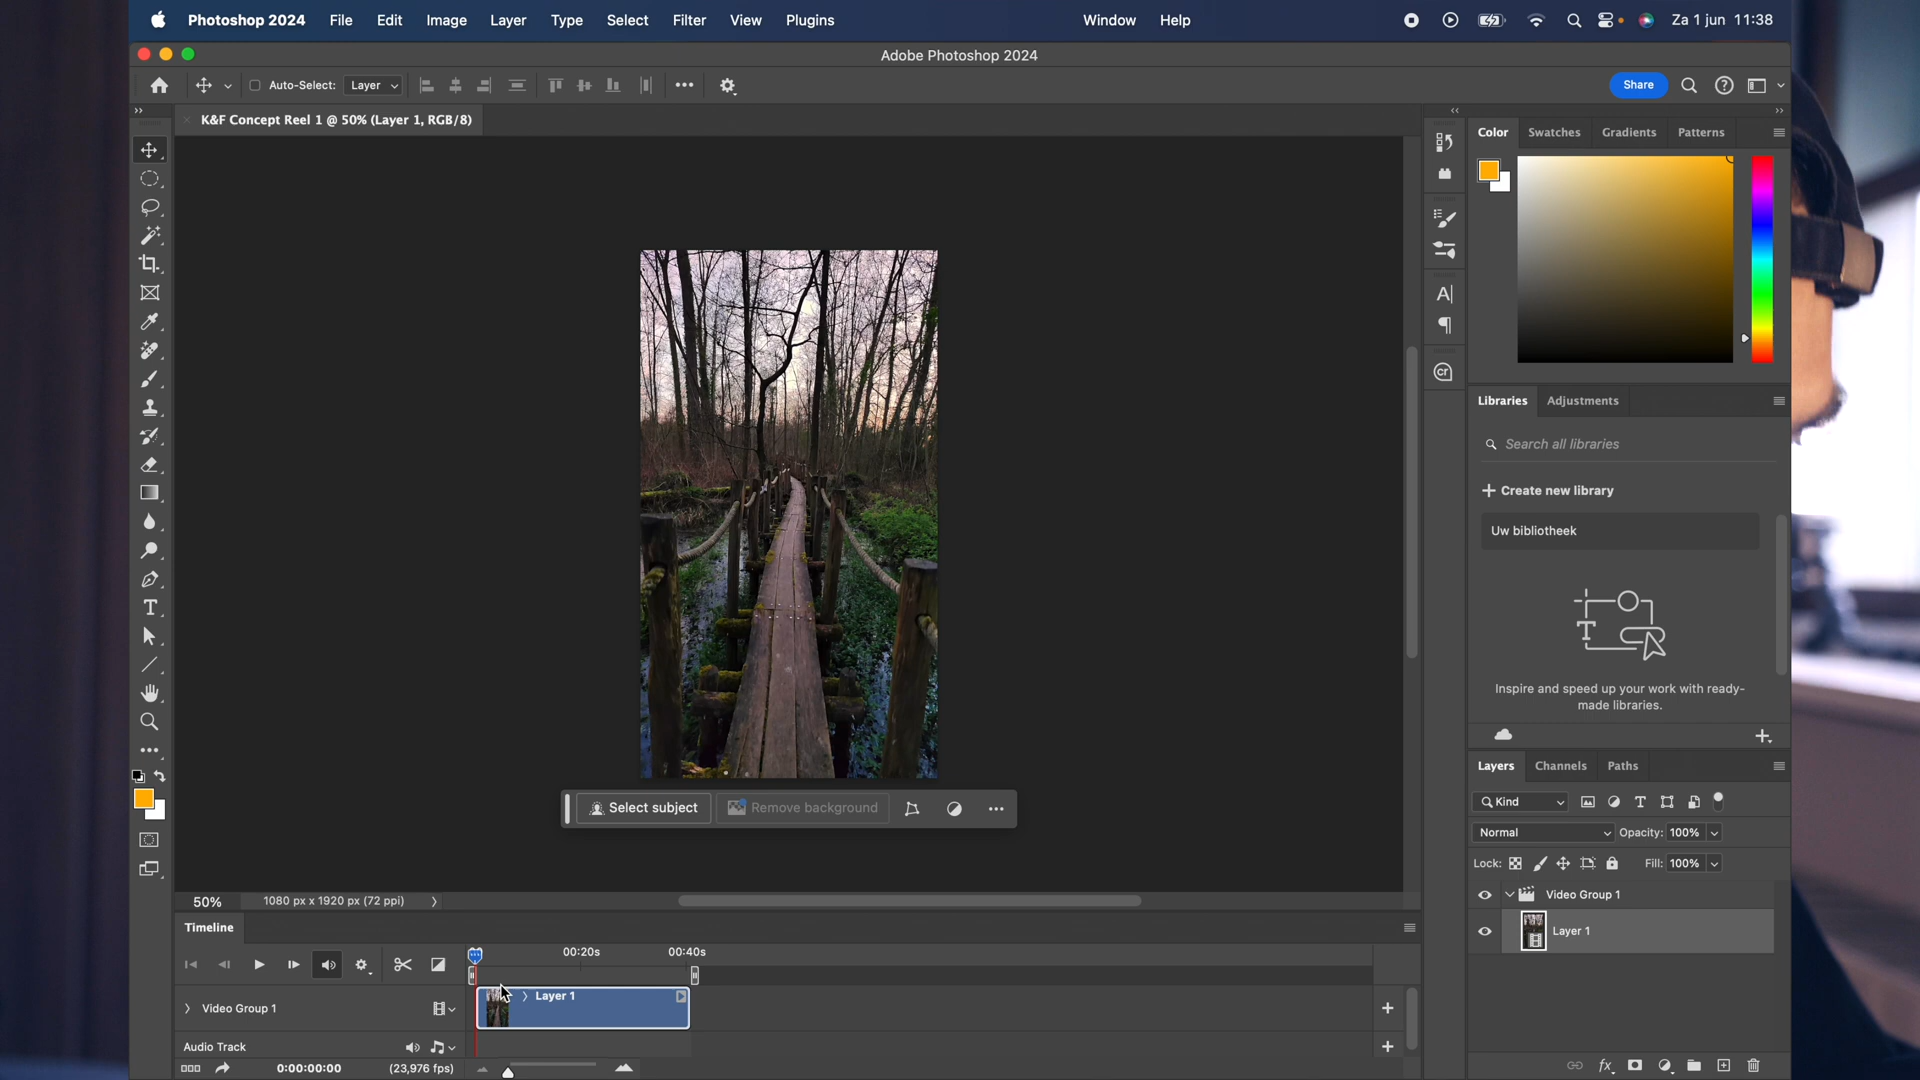 Photoshop 2024 File Edit Image Layer Type Select Filter View Plugins Window Help Za 1 jun 11:38
Adobe Photoshop 2024
Auto-Select: Layer Share
K&F Concept Reel 1 @ 50% (Layer 1, RGB/8)
Color Swatches Gradients Patterns
Libraries Adjustments
Search all libraries
+ Create new library
Uw bibliotheek
Inspire and speed up your work with ready-
made libraries.
Select subject Remove background
Layers Channels Paths
Kind
Normal Opacity: 100%
Lock: Fill: 100%
Video Group 1
Layer 1
50% 1080 px x 1920 px (72 ppi)
Timeline
00:20s 00:40s
Layer 1
Video Group 1
Audio Track
0:00:00:00 (23,976 fps)